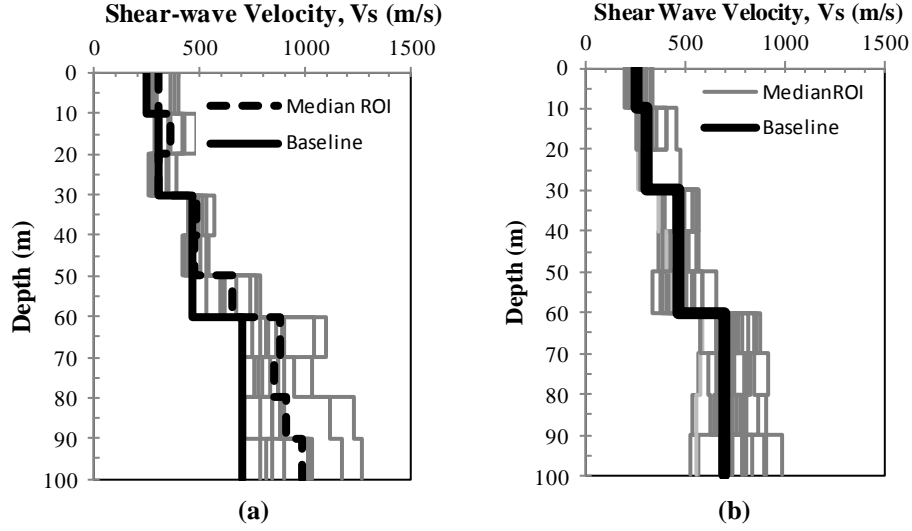 Shear-wave Velocity, Vs (m/s)
0 500 1000 1500
0
10
20
30
40
50
60
70
80
90
100
Depth (m)
Median ROI
Baseline
(a)
Shear Wave Velocity, Vs (m/s)
0 500 1000 1500
0
10
20
30
40
50
60
70
80
90
100
Depth (m)
MedianROI
Baseline
(b)